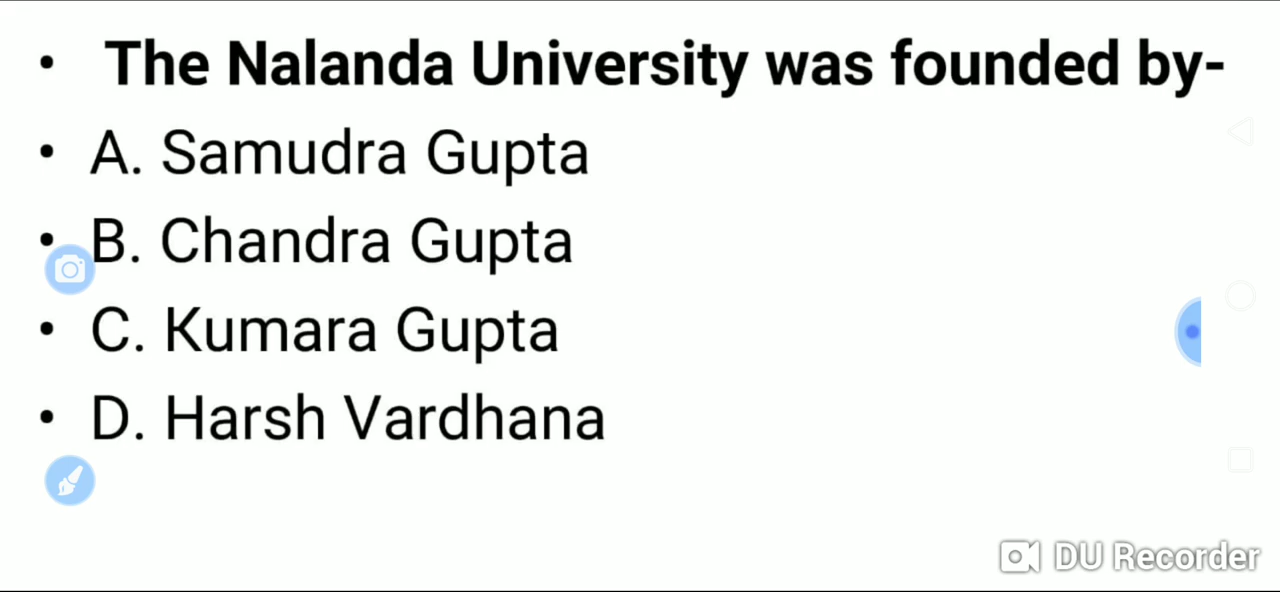 • The Nalanda University was founded by-
• A. Samudra Gupta
• B. Chandra Gupta
• C. Kumara Gupta
• D. Harsh Vardhana
DU Recorder